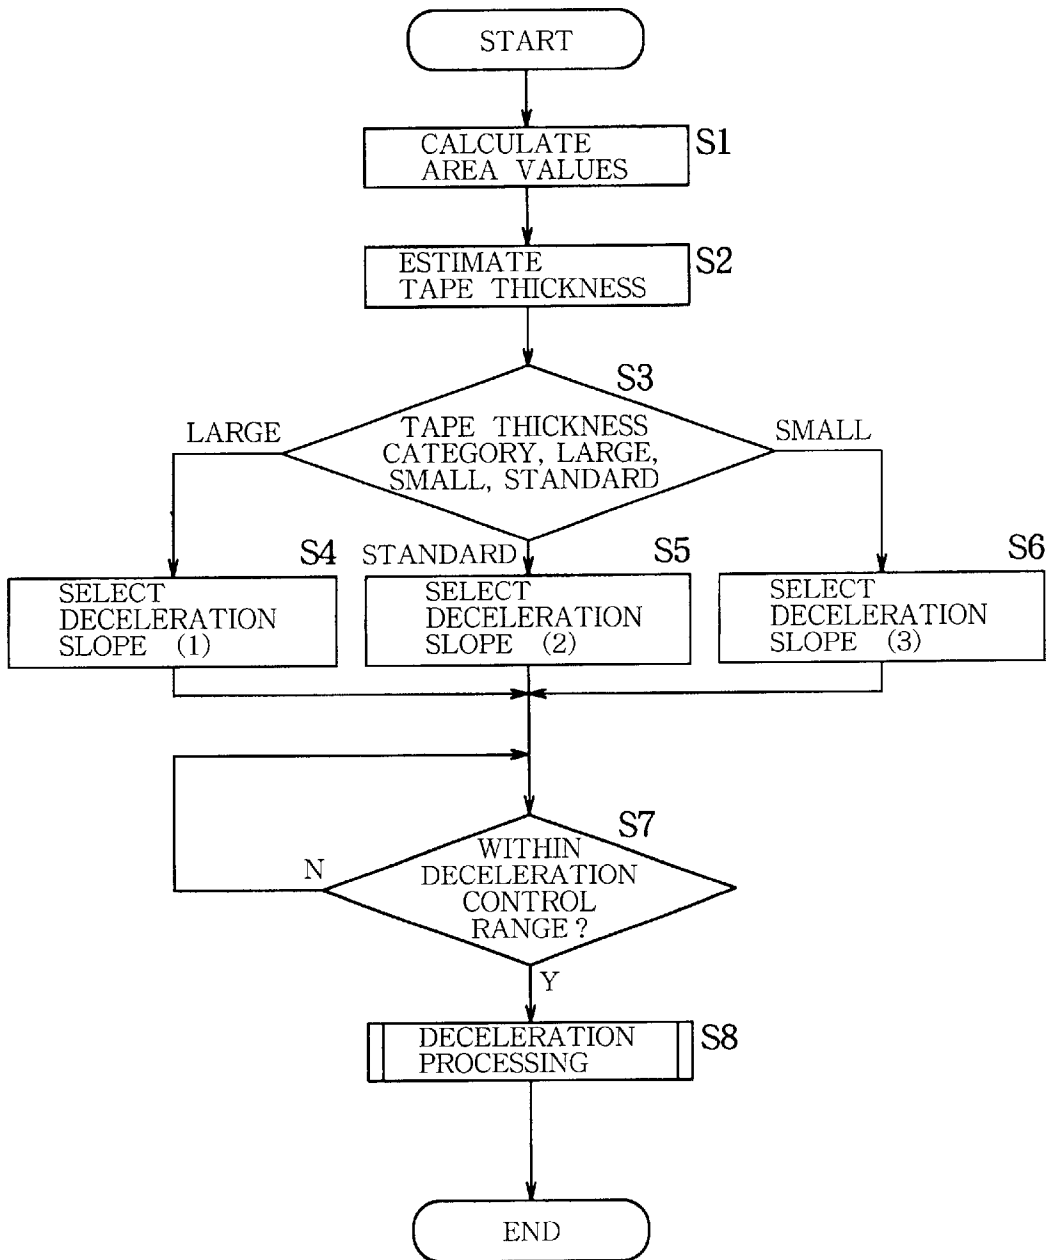 START
CALCULATE
AREA VALUES
S1
ESTIMATE
TAPE THICKNESS
S2
S3
TAPE THICKNESS
CATEGORY, LARGE,
SMALL, STANDARD
LARGE
SMALL
STANDARD
S4
SELECT
DECELERATION
SLOPE (1)
S5
SELECT
DECELERATION
SLOPE (2)
S6
SELECT
DECELERATION
SLOPE (3)
S7
WITHIN
DECELERATION
CONTROL
RANGE?
N
Y
DECELERATION
PROCESSING
S8
END